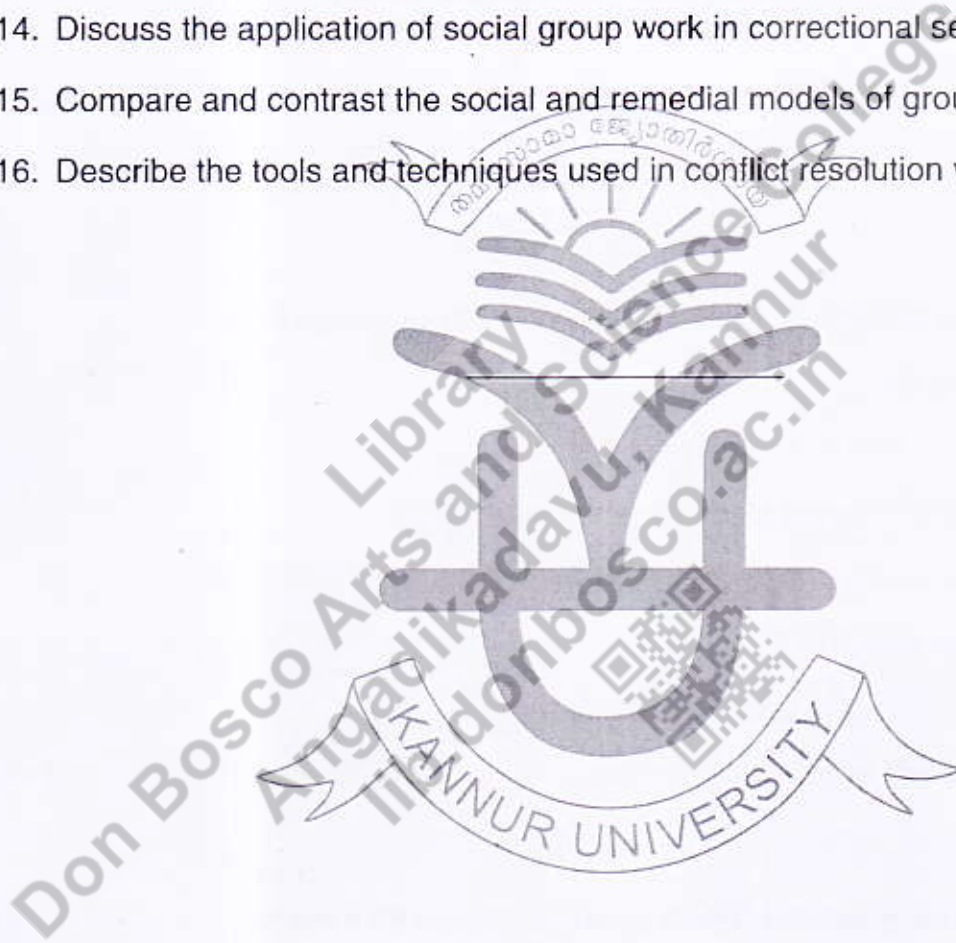 14. Discuss the application of social group work in correctional se
15. Compare and contrast the social and remedial models of grou
16. Describe the tools and techniques used in conflict resolution
Library
Don Bosco Arts and Science College
Angadikadavu, Kannur
libdonbosco.ac.in
KANNUR UNIVERSITY